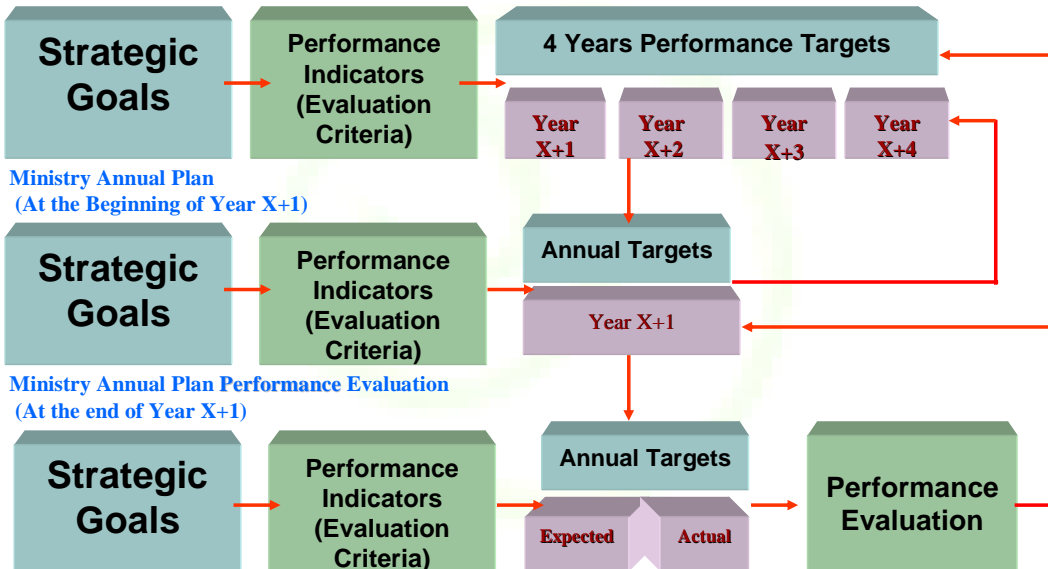 Strategic
Goals
Performance
Indicators
(Evaluation
Criteria)
4 Years Performance Targets
Year
X+1
Year
X+2
Year
X+3
Year
X+4
Ministry Annual Plan
(At the Beginning of Year X+1)
Strategic
Goals
Performance
Indicators
(Evaluation
Criteria)
Annual Targets
Year X+1
Ministry Annual Plan Performance Evaluation
(At the end of Year X+1)
Strategic
Goals
Performance
Indicators
(Evaluation
Criteria)
Annual Targets
Expected
Actual
Performance
Evaluation